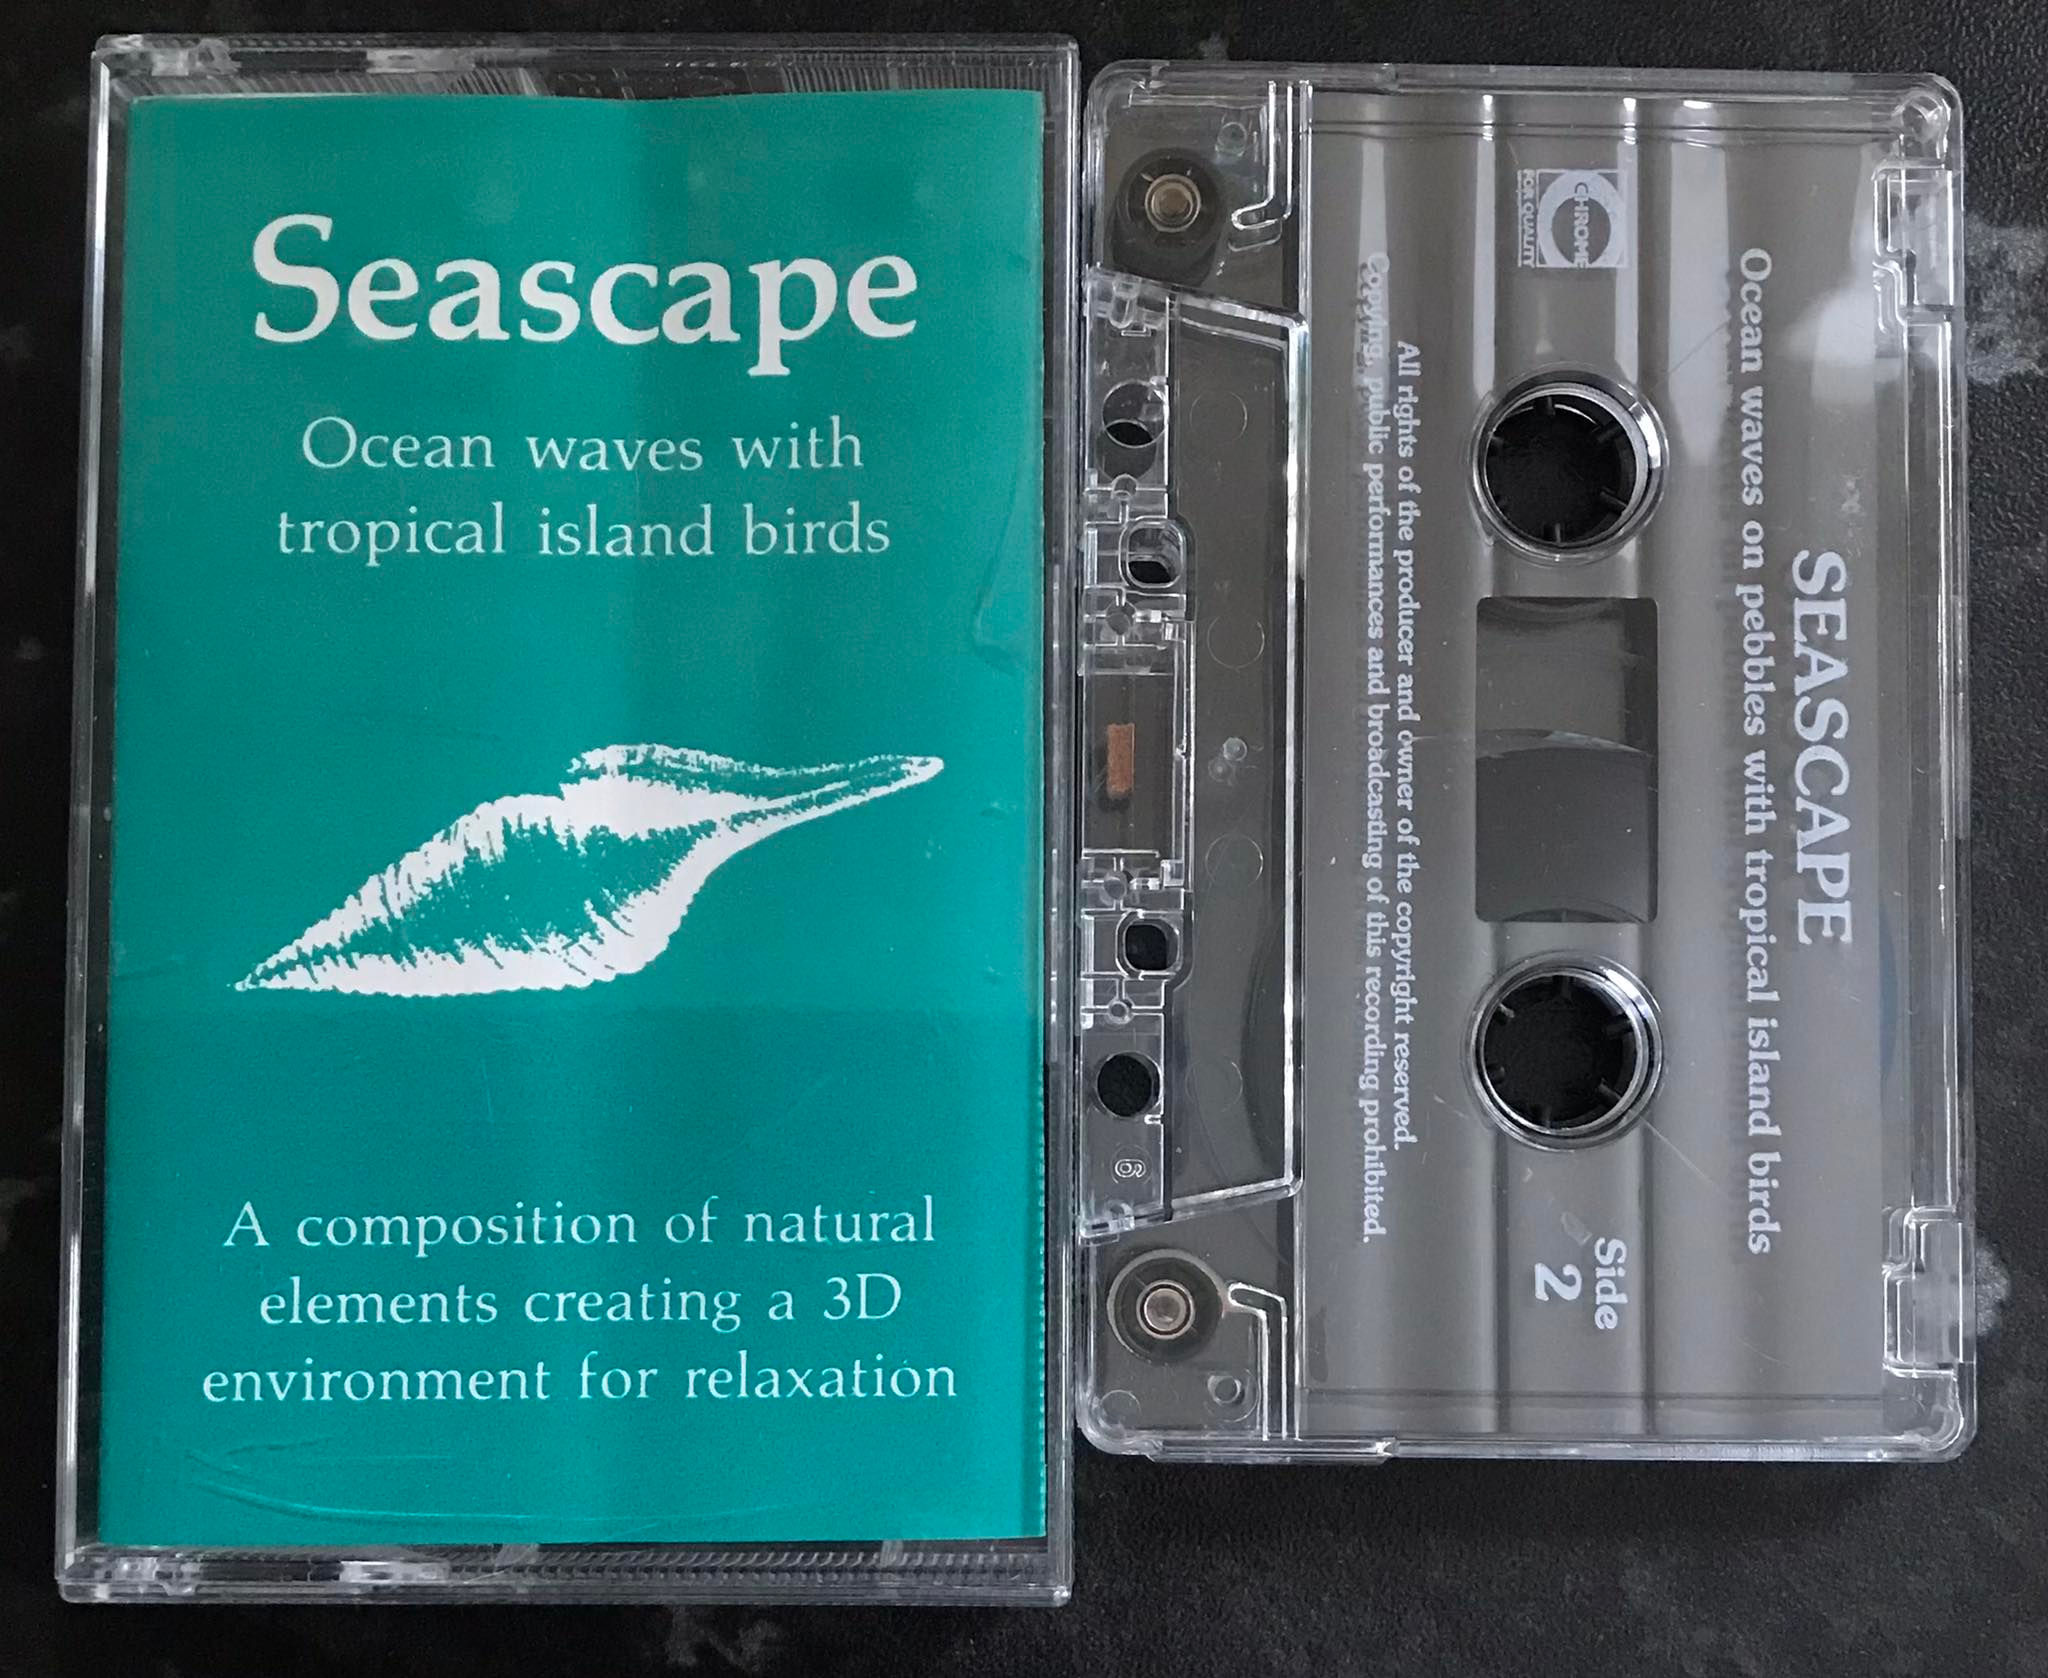 Seascape
Ocean waves with
tropical island birds
A composition of natural
elements creating a 3D
environment for relaxation
SEASCAPE
Ocean waves on pebbles with tropical island birds
CHROME
FOR QUALITY
Side
2
All rights of the producer and owner of the copyright reserved.
Copying, public performances and broadcasting of this recording prohibited.
6